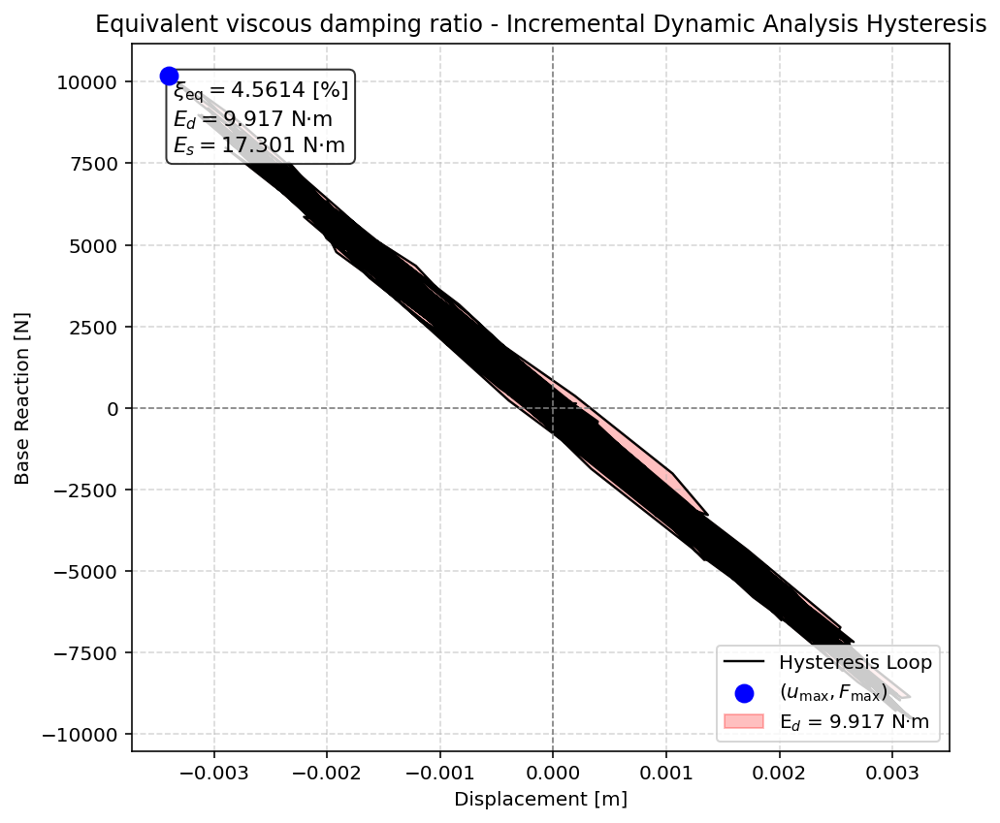 Equivalent viscous damping ratio - Incremental Dynamic Analysis Hysteresis
ξeq = 4.5614 [%]
Ed = 9.917 N·m
Es = 17.301 N·m
10000
7500
5000
2500
0
−2500
−5000
−7500
−10000
Base Reaction [N]
Hysteresis Loop
(umax, Fmax)
Ed = 9.917 N·m
−0.003 −0.002 −0.001 0.000 0.001 0.002 0.003
Displacement [m]